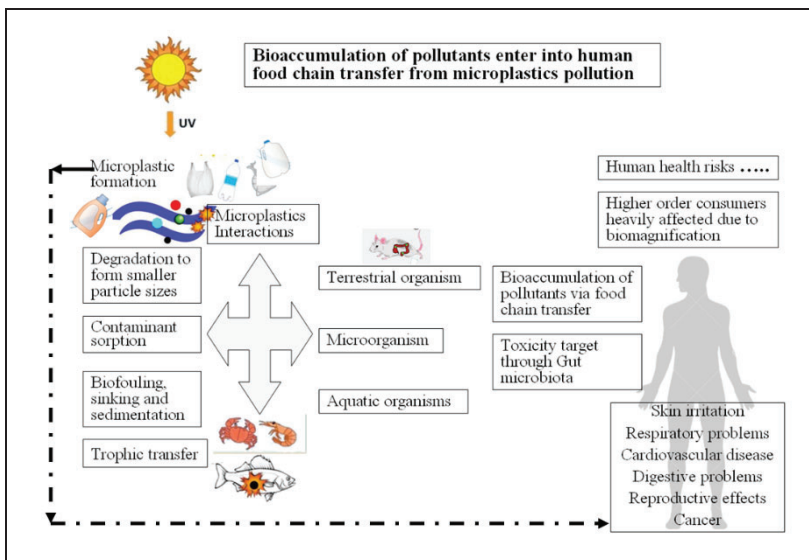 Bioaccumulation of pollutants enter into human
food chain transfer from microplastics pollution
UV
Microplastic
formation
Microplastics
Interactions
Degradation to
form smaller
particle sizes
Contaminant
sorption
Biofouling,
sinking and
sedimentation
Trophic transfer
Terrestrial organism
Microorganism
Aquatic organisms
Bioaccumulation of
pollutants via food
chain transfer
Toxicity target
through Gut
microbiota
Human health risks .....
Higher order consumers
heavily affected due to
biomagnification
Skin irritation
Respiratory problems
Cardiovascular disease
Digestive problems
Reproductive effects
Cancer